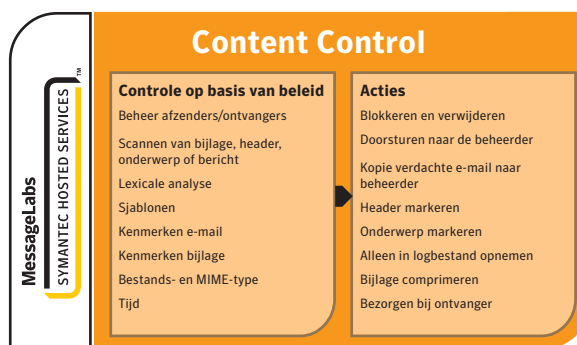 Content Control
MessageLabs
SYMANTEC HOSTED SERVICES™
Controle op basis van beleid
Beheer afzenders/ontvangers
Scannen van bijlage, header,
onderwerp of bericht
Lexicale analyse
Sjablonen
Kenmerken e-mail
Kenmerken bijlage
Bestands- en MIME-type
Tijd
Acties
Blokkeren en verwijderen
Doorsturen naar de beheerder
Kopie verdachte e-mail naar
beheerder
Header markeren
Onderwerp markeren
Alleen in logbestand opnemen
Bijlage comprimeren
Bezorgen bij ontvanger